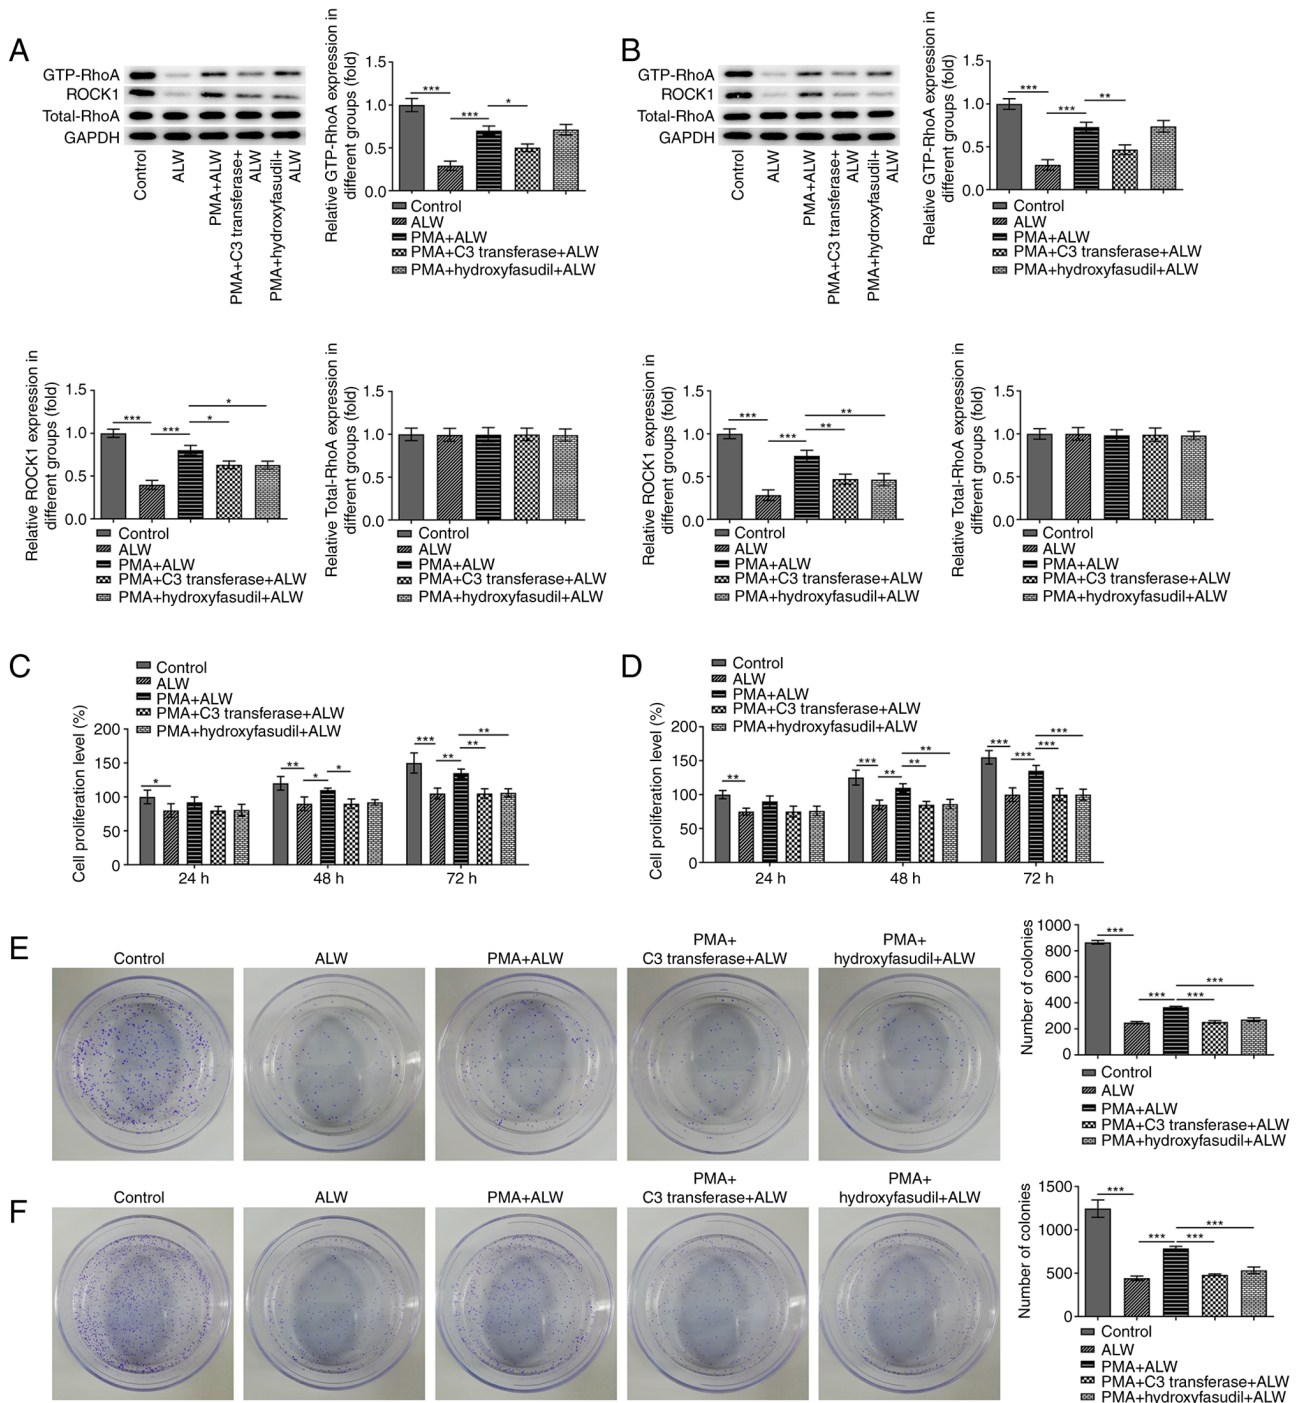 A
GTP-RhoA
ROCK1
Total-RhoA
GAPDH
Control
ALW
PMA+ALW
PMA+C3 transferase+
ALW
PMA+hydroxyfasudil+
ALW
Relative GTP-RhoA expression in
different groups (fold)
1.5
1.0
0.5
0.0
***
***
*
Control
ALW
PMA+ALW
PMA+C3 transferase+ALW
PMA+hydroxyfasudil+ALW
B
GTP-RhoA
ROCK1
Total-RhoA
GAPDH
Control
ALW
PMA+ALW
PMA+C3 transferase+
ALW
PMA+hydroxyfasudil+
ALW
Relative GTP-RhoA expression in
different groups (fold)
1.5
1.0
0.5
0.0
***
***
**
Control
ALW
PMA+ALW
PMA+C3 transferase+ALW
PMA+hydroxyfasudil+ALW
Relative ROCK1 expression in
different groups (fold)
1.5
1.0
0.5
0.0
***
***
*
*
Control
ALW
PMA+ALW
PMA+C3 transferase+ALW
PMA+hydroxyfasudil+ALW
Relative Total-RhoA expression in
different groups (fold)
1.5
1.0
0.5
0.0
Control
ALW
PMA+ALW
PMA+C3 transferase+ALW
PMA+hydroxyfasudil+ALW
Relative ROCK1 expression in
different groups (fold)
1.5
1.0
0.5
0.0
***
***
**
**
Control
ALW
PMA+ALW
PMA+C3 transferase+ALW
PMA+hydroxyfasudil+ALW
Relative Total-RhoA expression in
different groups (fold)
1.5
1.0
0.5
0.0
Control
ALW
PMA+ALW
PMA+C3 transferase+ALW
PMA+hydroxyfasudil+ALW
C
Control
ALW
PMA+ALW
PMA+C3 transferase+ALW
PMA+hydroxyfasudil+ALW
Cell proliferation level (%)
200
150
100
50
0
*
**
*
*
***
**
**
**
24 h
48 h
72 h
D
Control
ALW
PMA+ALW
PMA+C3 transferase+ALW
PMA+hydroxyfasudil+ALW
Cell proliferation level (%)
200
150
100
50
0
**
***
**
**
**
***
***
***
***
24 h
48 h
72 h
E
Control
ALW
PMA+ALW
PMA+
C3 transferase+ALW
PMA+
hydroxyfasudil+ALW
Number of colonies
1000
800
600
400
200
0
***
***
***
***
Control
ALW
PMA+ALW
PMA+C3 transferase+ALW
PMA+hydroxyfasudil+ALW
F
Control
ALW
PMA+ALW
PMA+
C3 transferase+ALW
PMA+
hydroxyfasudil+ALW
Number of colonies
1500
1000
500
0
***
***
***
***
Control
ALW
PMA+ALW
PMA+C3 transferase+ALW
PMA+hydroxyfasudil+ALW